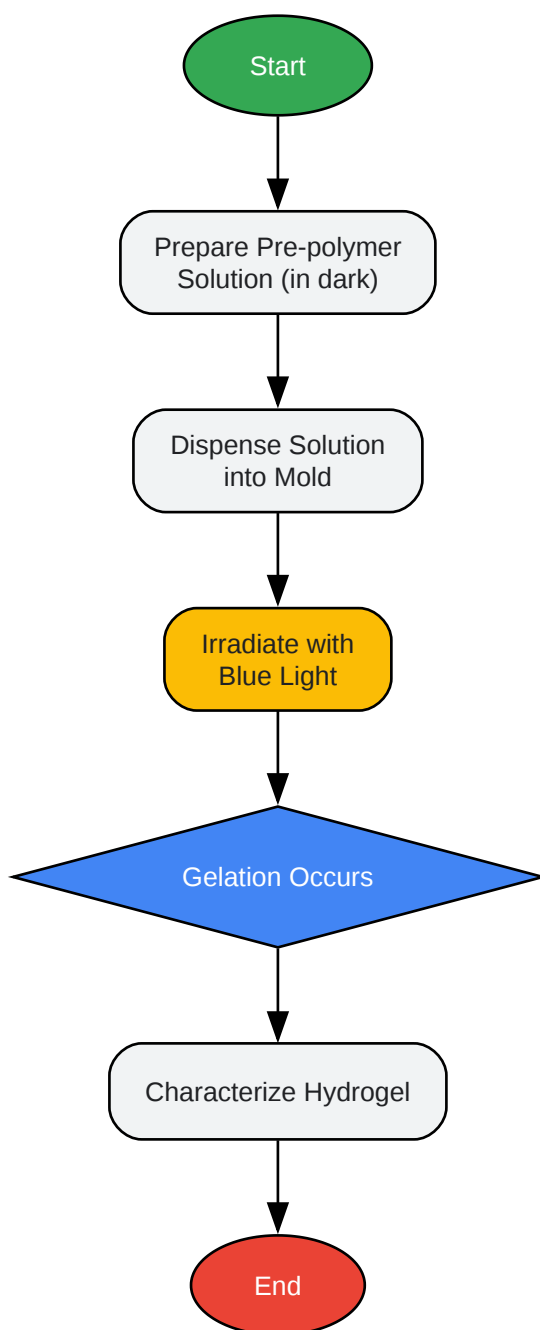 Start
Prepare Pre-polymer
Solution (in dark)
Dispense Solution
into Mold
Irradiate with
Blue Light
Gelation Occurs
Characterize Hydrogel
End